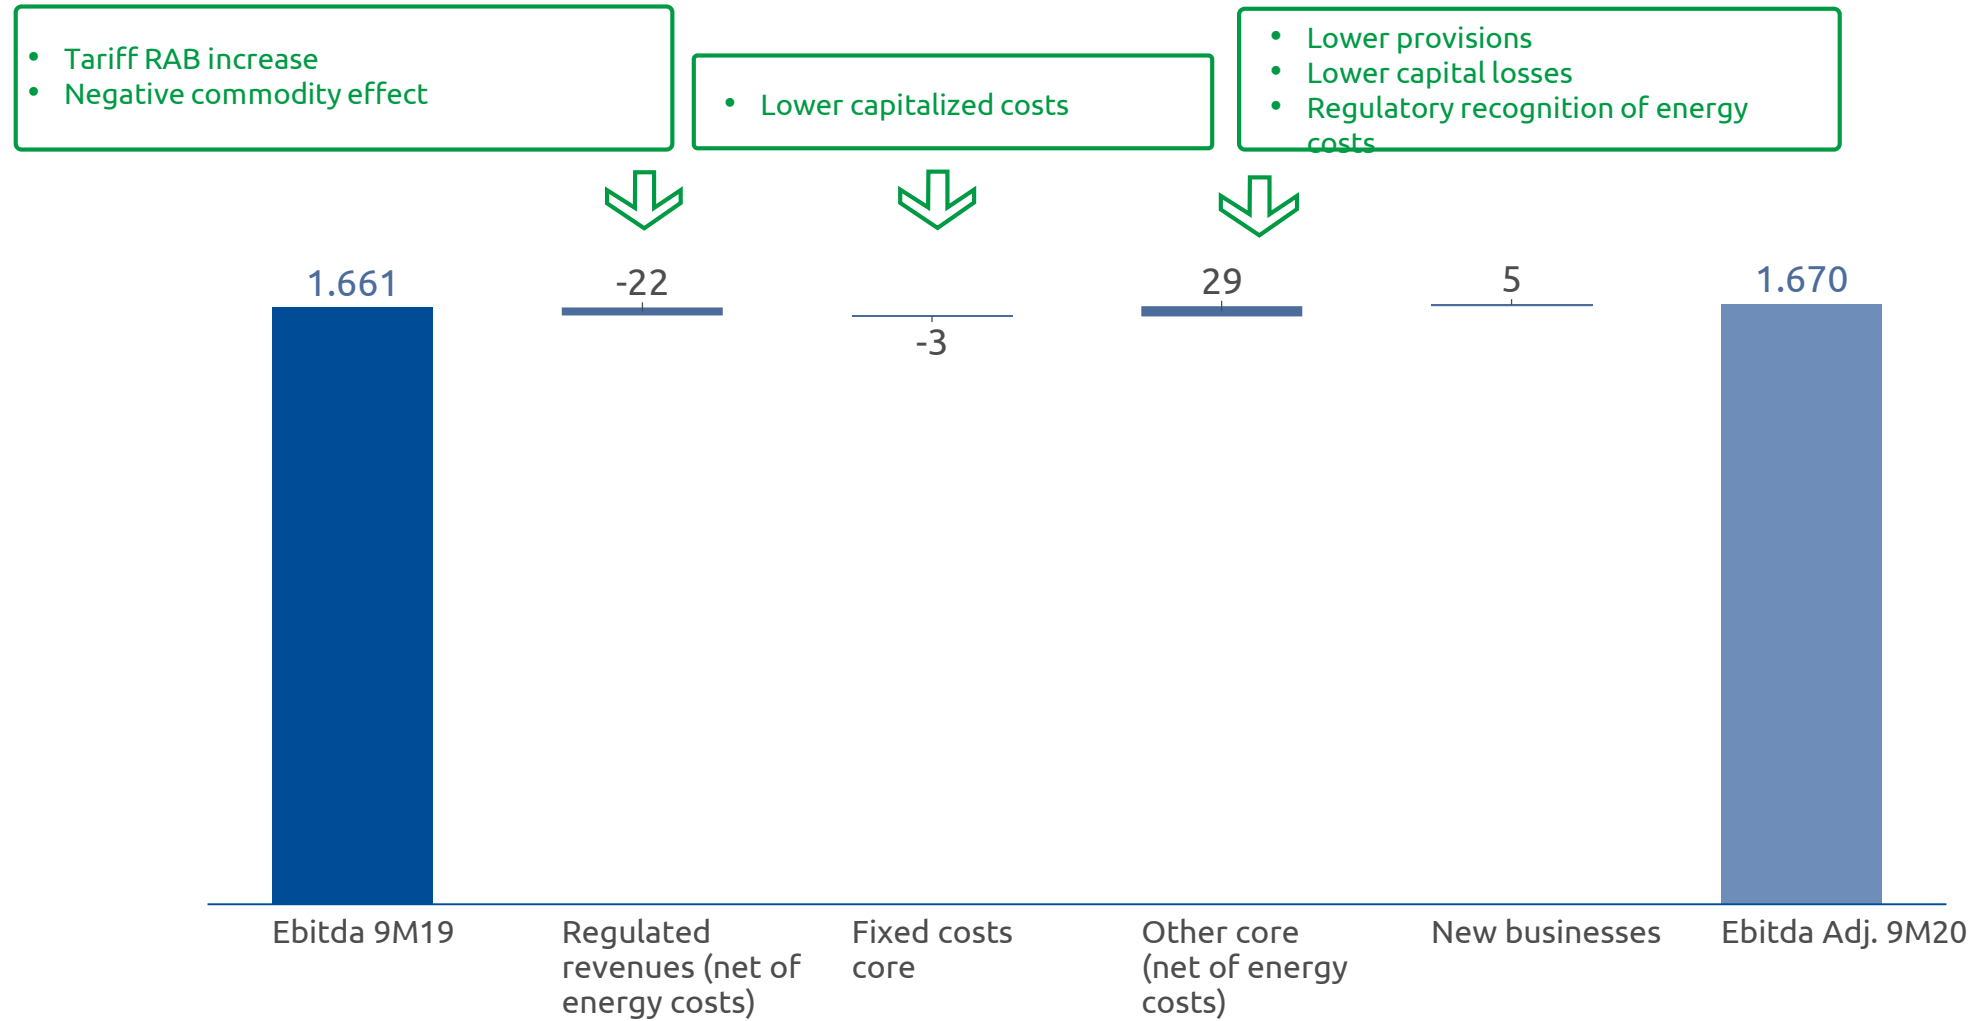 • Tariff RAB increase
• Negative commodity effect
• Lower capitalized costs
• Lower provisions
• Lower capital losses
• Regulatory recognition of energy
costs
1.661
-22
-3
29
5
1.670
Ebitda 9M19
Regulated
revenues (net of
energy costs)
Fixed costs
core
Other core
(net of energy
costs)
New businesses
Ebitda Adj. 9M20